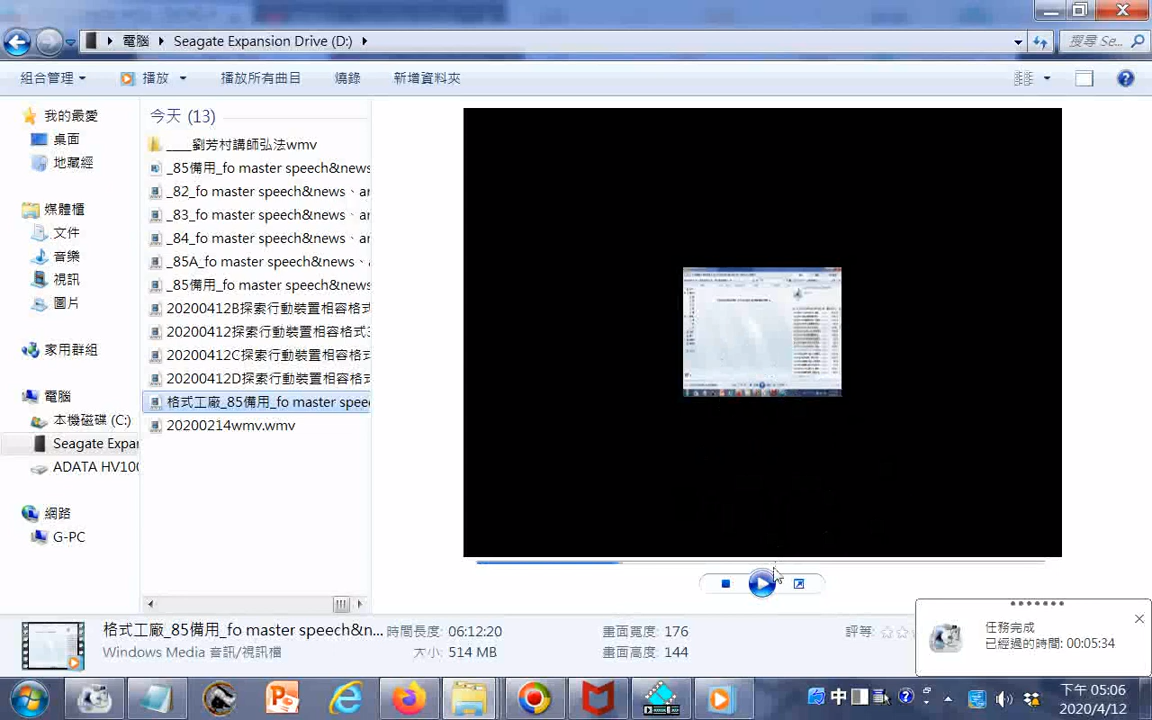 電腦 Seagate Expansion Drive (D:) 搜尋 Se...
組合管理 播放 播放所有曲目 燒錄 新增資料夾
我的最愛
桌面
地藏經
媒體櫃
文件
音樂
視訊
圖片
家用群組
電腦
本機磁碟 (C:)
Seagate Expan
ADATA HV100
網路
G-PC
今天 (13)
____劉芳村講師弘法wmv
_85備用_fo master speech&news
_82_fo master speech&news、ar
_83_fo master speech&news、ar
_84_fo master speech&news、ar
_85A_fo master speech&news、
_85備用_fo master speech&news
20200412B探索行動裝置相容格式
20200412探索行動裝置相容格式3
20200412C探索行動裝置相容格式
20200412D探索行動裝置相容格式
格式工廠_85備用_fo master speec
20200214wmv.wmv
格式工廠_85備用_fo master speech&n... 時間長度: 06:12:20 畫面寬度: 176 評等:
Windows Media 音訊/視訊檔 大小: 514 MB 畫面高度: 144
任務完成
已經過的時間: 00:05:34
中
下午 05:06
2020/4/12